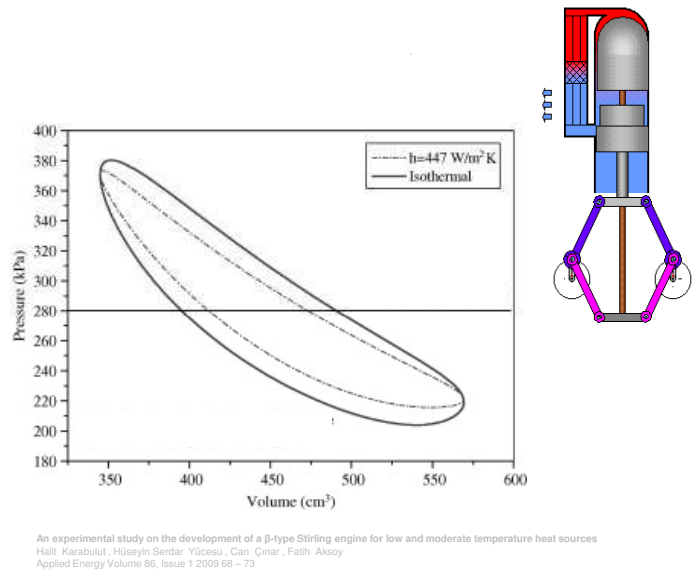 400
380
360
340
320
300
280
260
240
220
200
180
Pressure (kPa)
h=447 W/m²K
Isothermal
350 400 450 500 550 600
Volume (cm³)
An experimental study on the development of a β-type Stirling engine for low and moderate temperature heat sources
Halit Karabulut , Hüseyin Serdar Yücesu , Can Çınar , Fatih Aksoy
Applied Energy Volume 86, Issue 1 2009 68 – 73